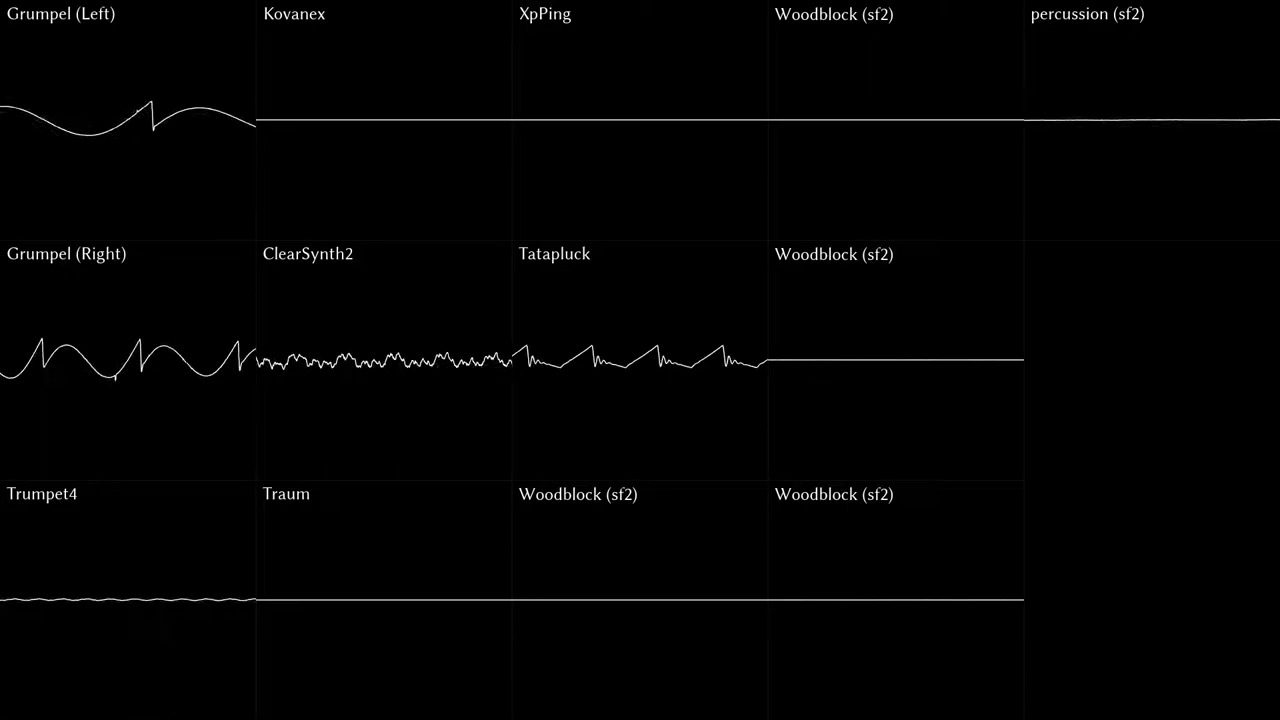 Grumpel (Left)
Kovanex
XpPing
Woodblock (sf2)
percussion (sf2)
Grumpel (Right)
ClearSynth2
Tatapluck
Woodblock (sf2)
Trumpet4
Traum
Woodblock (sf2)
Woodblock (sf2)